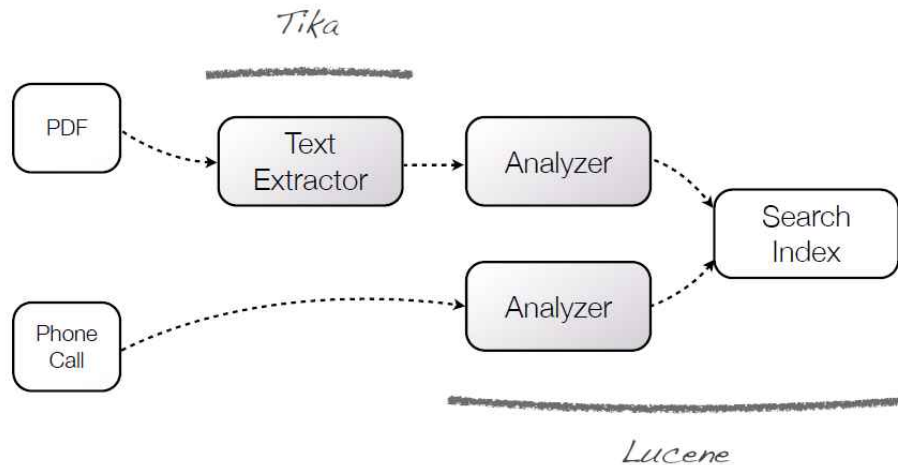 Tika
PDF
Text
Extractor
Analyzer
Search
Index
Analyzer
Phone
Call
Lucene